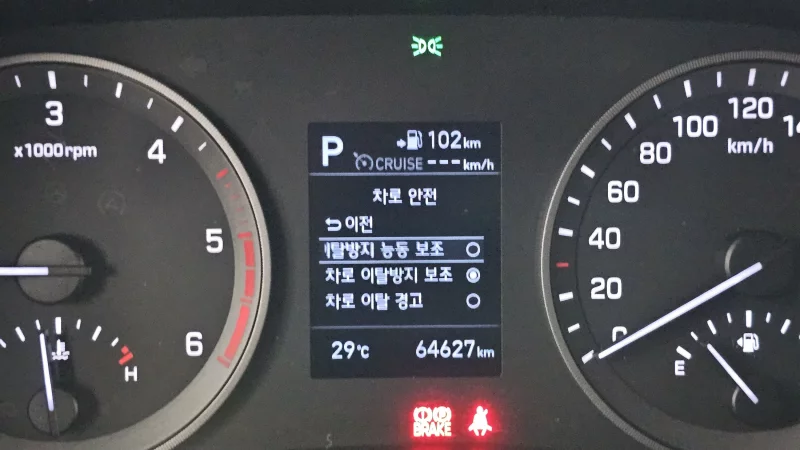 3
4
5
6
x1000rpm
H
P
102km
CRUISE ---km/h
차로 안전
이전
이탈방지 능동 보조
차로 이탈방지 보조
차로 이탈 경고
29℃
64627km
BRAKE
0
20
40
60
80
100
120
km/h
E